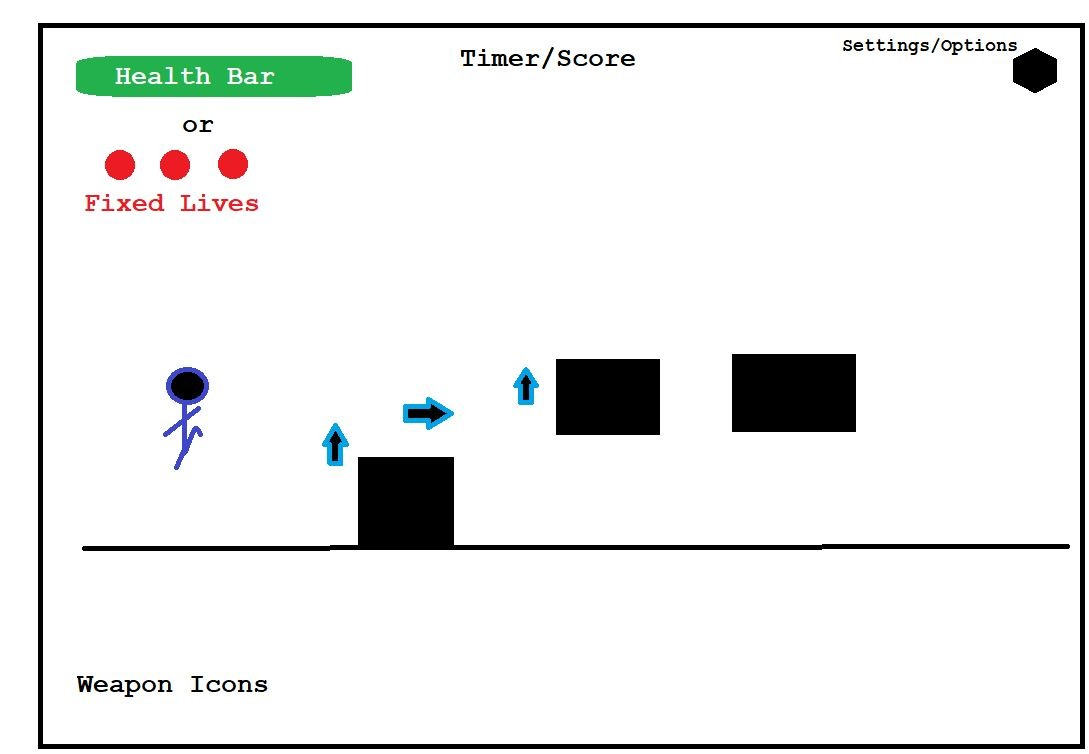 Settings/Options
Timer/Score
Health Bar
or
Fixed Lives
Weapon Icons